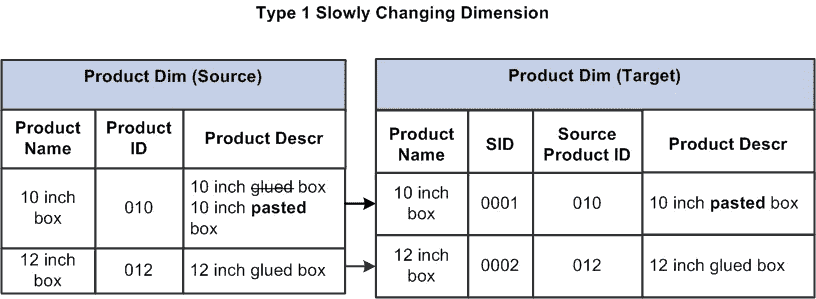 Type 1 Slowly Changing Dimension
Product Dim (Source)
Product
Name
Product
ID
Product Descr
10 inch
box
010
10 inch glued box
10 inch pasted
box
12 inch
box
012
12 inch glued box
Product Dim (Target)
Product
Name
SID
Source
Product ID
Product Descr
10 inch
box
0001
010
10 inch pasted box
12 inch
box
0002
012
12 inch glued box